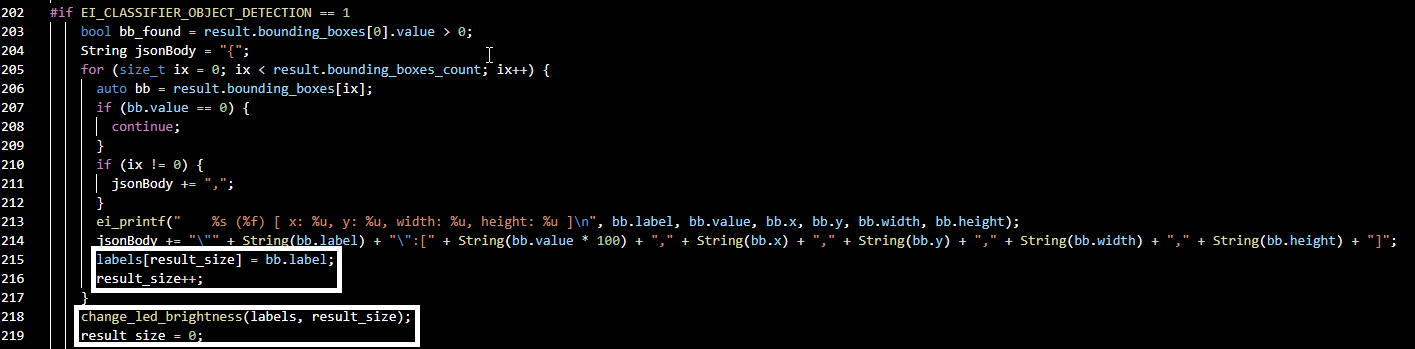 202 #if EI_CLASSIFIER_OBJECT_DETECTION == 1
203 bool bb_found = result.bounding_boxes[0].value > 0;
204 String jsonBody = "{";
205 for (size_t ix = 0; ix < result.bounding_boxes_count; ix++) {
206 auto bb = result.bounding_boxes[ix];
207 if (bb.value == 0) {
208 continue;
209 }
210 if (ix != 0) {
211 jsonBody += ",";
212 }
213 ei_printf("    %s (%f) [ x: %u, y: %u, width: %u, height: %u ]\n", bb.label, bb.value, bb.x, bb.y, bb.width, bb.height);
214 jsonBody += "\"" + String(bb.label) + "\":[" + String(bb.value * 100) + "," + String(bb.x) + "," + String(bb.y) + "," + String(bb.width) + "," + String(bb.height) + "]";
215 labels[result_size] = bb.label;
216 result_size++;
217 }
218 change_led_brightness(labels, result_size);
219 result_size = 0;